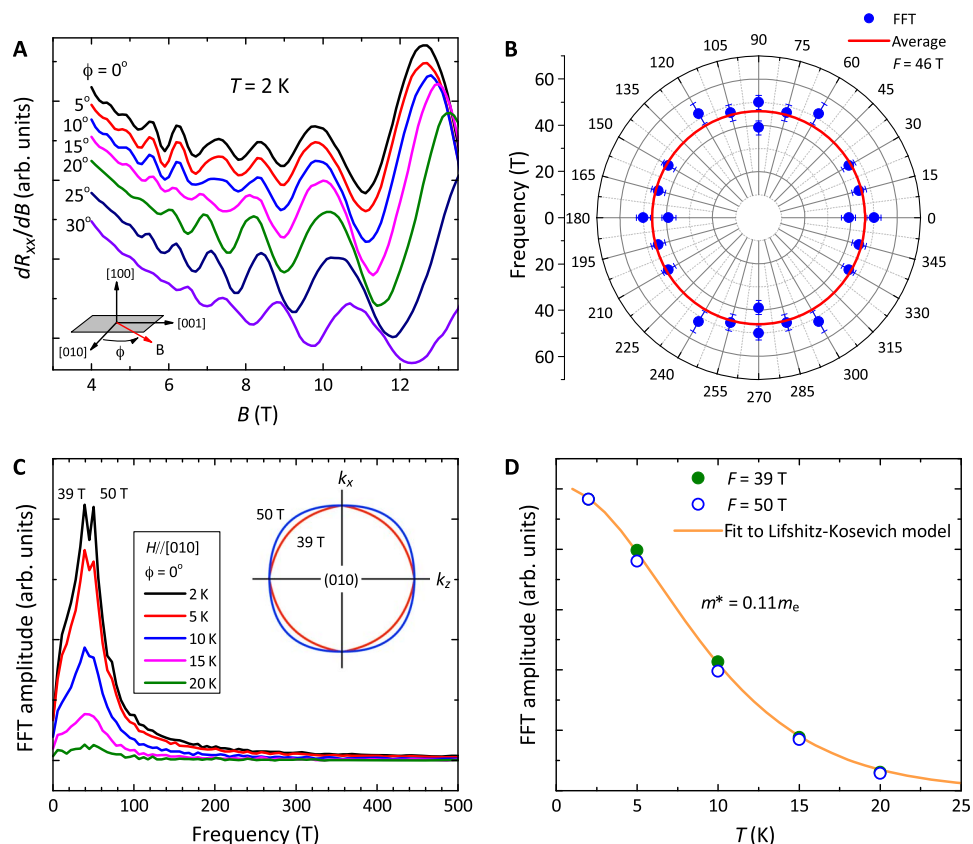 A
ϕ = 0°
5°
10°
15°
20°
25°
30°
T = 2 K
dRxx/dB (arb. units)
[100]
[001]
[010]
ϕ
B
4 6 8 10 12
B (T)
B
FFT
Average
F = 46 T
Frequency (T)
60
40
20
0
20
40
60
90
75
60
45
30
15
0
345
330
315
300
285
270
255
240
225
210
195
180
165
150
135
120
105
C
39 T 50 T
H//[010]
ϕ = 0°
2 K
5 K
10 K
15 K
20 K
kx
50 T
39 T
(010)
kz
FFT amplitude (arb. units)
0 100 200 300 400 500
Frequency (T)
D
F = 39 T
F = 50 T
Fit to Lifshitz-Kosevich model
m* = 0.11me
FFT amplitude (arb. units)
0 5 10 15 20 25
T (K)